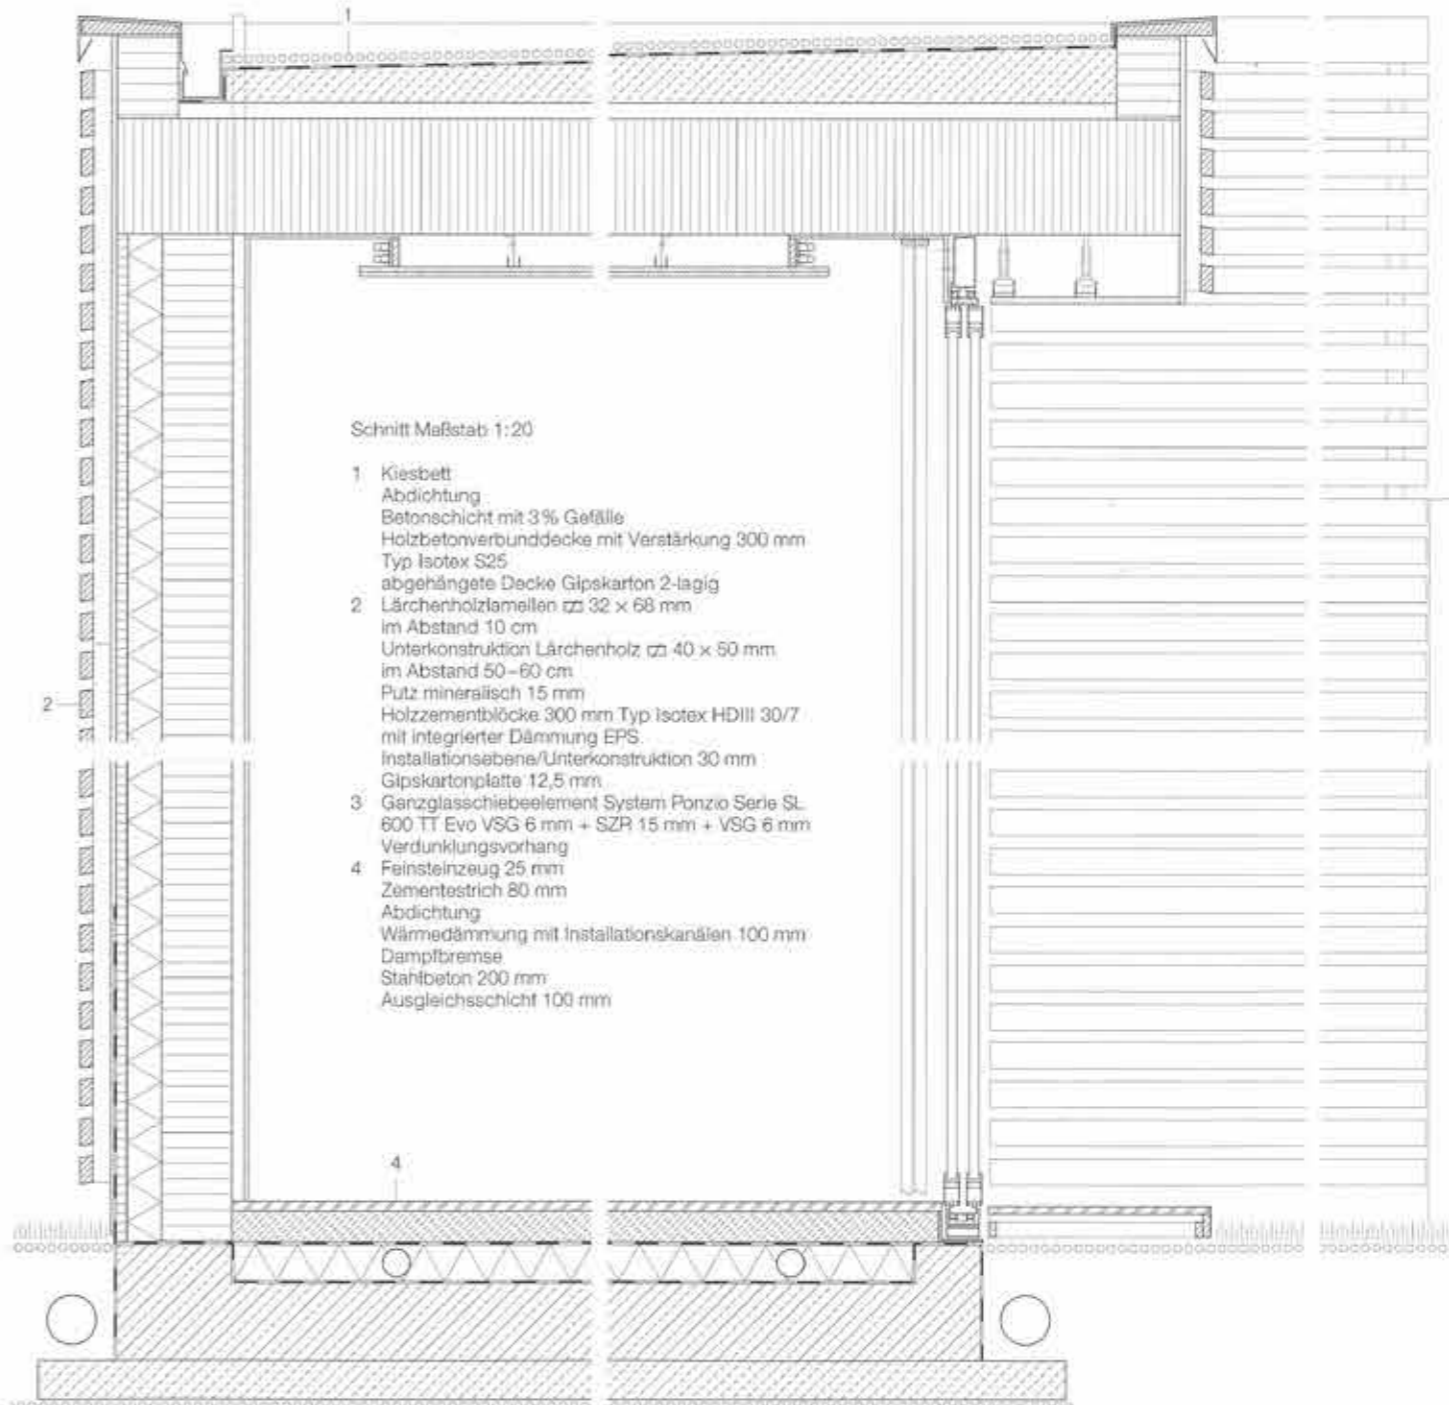 1
Schnitt Maßstab 1:20
1 Kiesbett
Abdichtung
Betonschicht mit 3% Gefälle
Holzbetonverbunddecke mit Verstärkung 300 mm
Typ Isotex S25
abgehängete Decke Gipskarton 2-lagig
2 Lärchenholzlamellen ▱ 32 × 68 mm
im Abstand 10 cm
Unterkonstruktion Lärchenholz ▱ 40 × 50 mm
im Abstand 50–60 cm
Putz mineralisch 15 mm
Holzzementblöcke 300 mm Typ Isotex HDIII 30/7
mit integrierter Dämmung EPS
Installationsebene/Unterkonstruktion 30 mm
Gipskartonplatte 12,5 mm
3 Ganzglasschiebeelement System Ponzio Serie SL
600 TT Evo VSG 6 mm + SZR 15 mm + VSG 6 mm
Verdunklungsvorhang
4 Feinsteinzeug 25 mm
Zementestrich 80 mm
Abdichtung
Wärmedämmung mit Installationskanälen 100 mm
Dampfbremse
Stahlbeton 200 mm
Ausgleichsschicht 100 mm
2
4